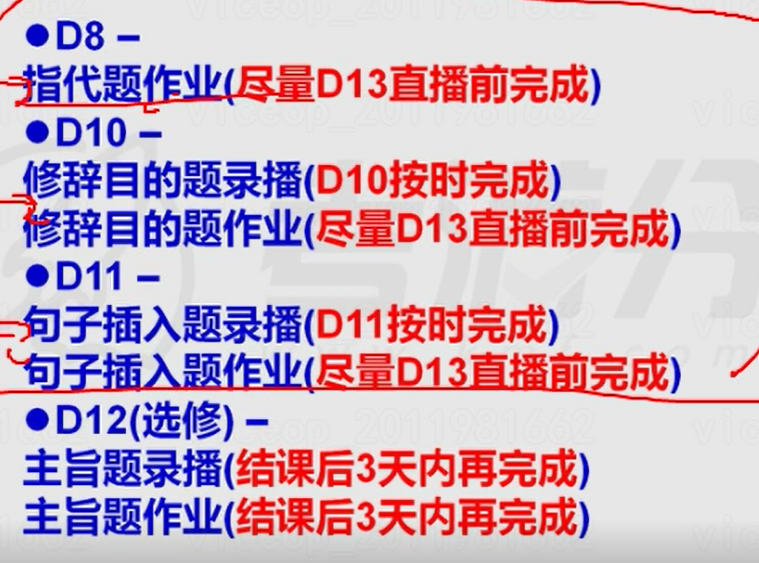 ●D8 –
指代题作业(尽量D13直播前完成)
●D10 –
修辞目的题录播(D10按时完成)
修辞目的题作业(尽量D13直播前完成)
●D11 –
句子插入题录播(D11按时完成)
句子插入题作业(尽量D13直播前完成)
●D12(选修) –
主旨题录播(结课后3天内再完成)
主旨题作业(结课后3天内再完成)